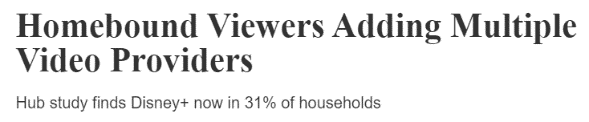 Homebound Viewers Adding Multiple
Video Providers
Hub study finds Disney+ now in 31% of households